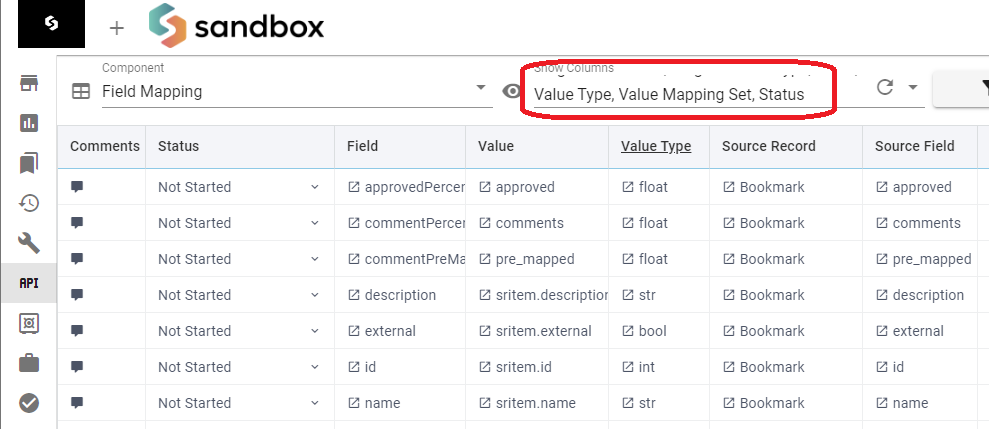 sandbox
Component
Field Mapping
Show Columns
Value Type, Value Mapping Set, Status
Comments Status Field Value Value Type Source Record Source Field
Not Started approvedPercen approved float Bookmark approved
Not Started commentPercen comments float Bookmark comments
Not Started commentPreMa pre_mapped float Bookmark pre_mapped
Not Started description sritem.description str Bookmark description
Not Started external sritem.external bool Bookmark external
API
Not Started id sritem.id int Bookmark id
Not Started name sritem.name str Bookmark name